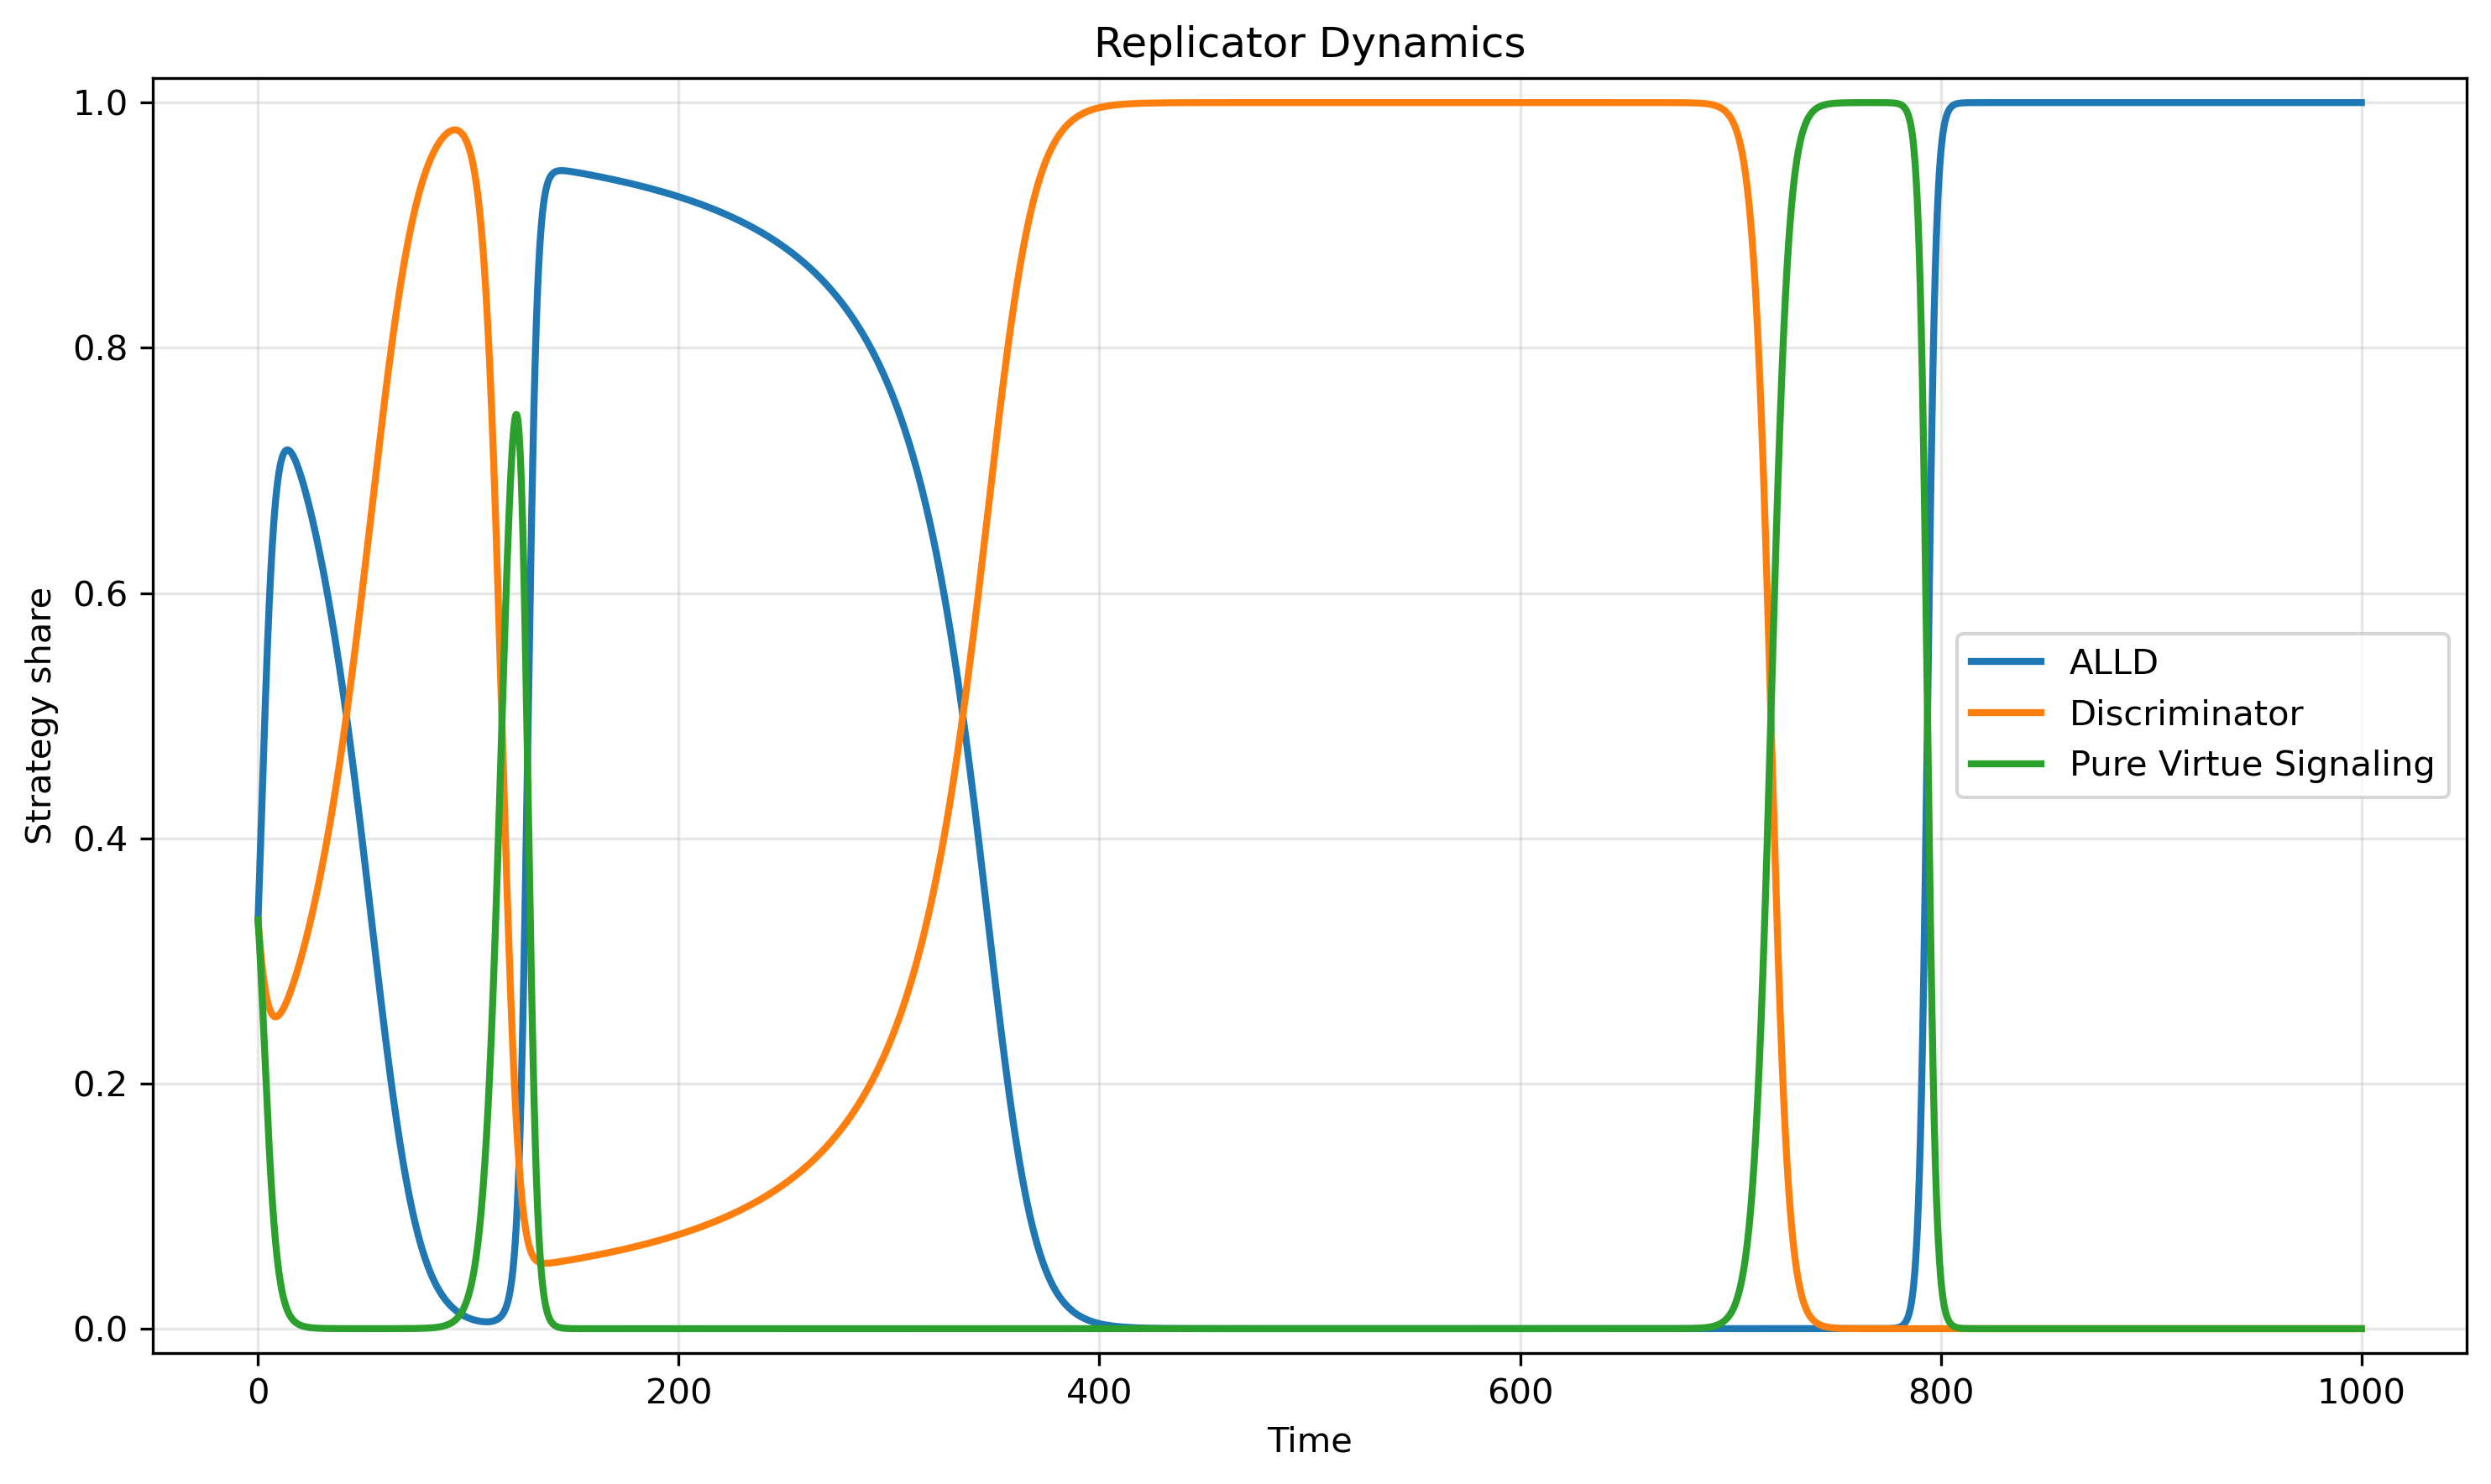 Replicator Dynamics
Strategy share
1.0
0.8
0.6
0.4
0.2
0.0
ALLD
Discriminator
Pure Virtue Signaling
0
200
400
600
800
1000
Time